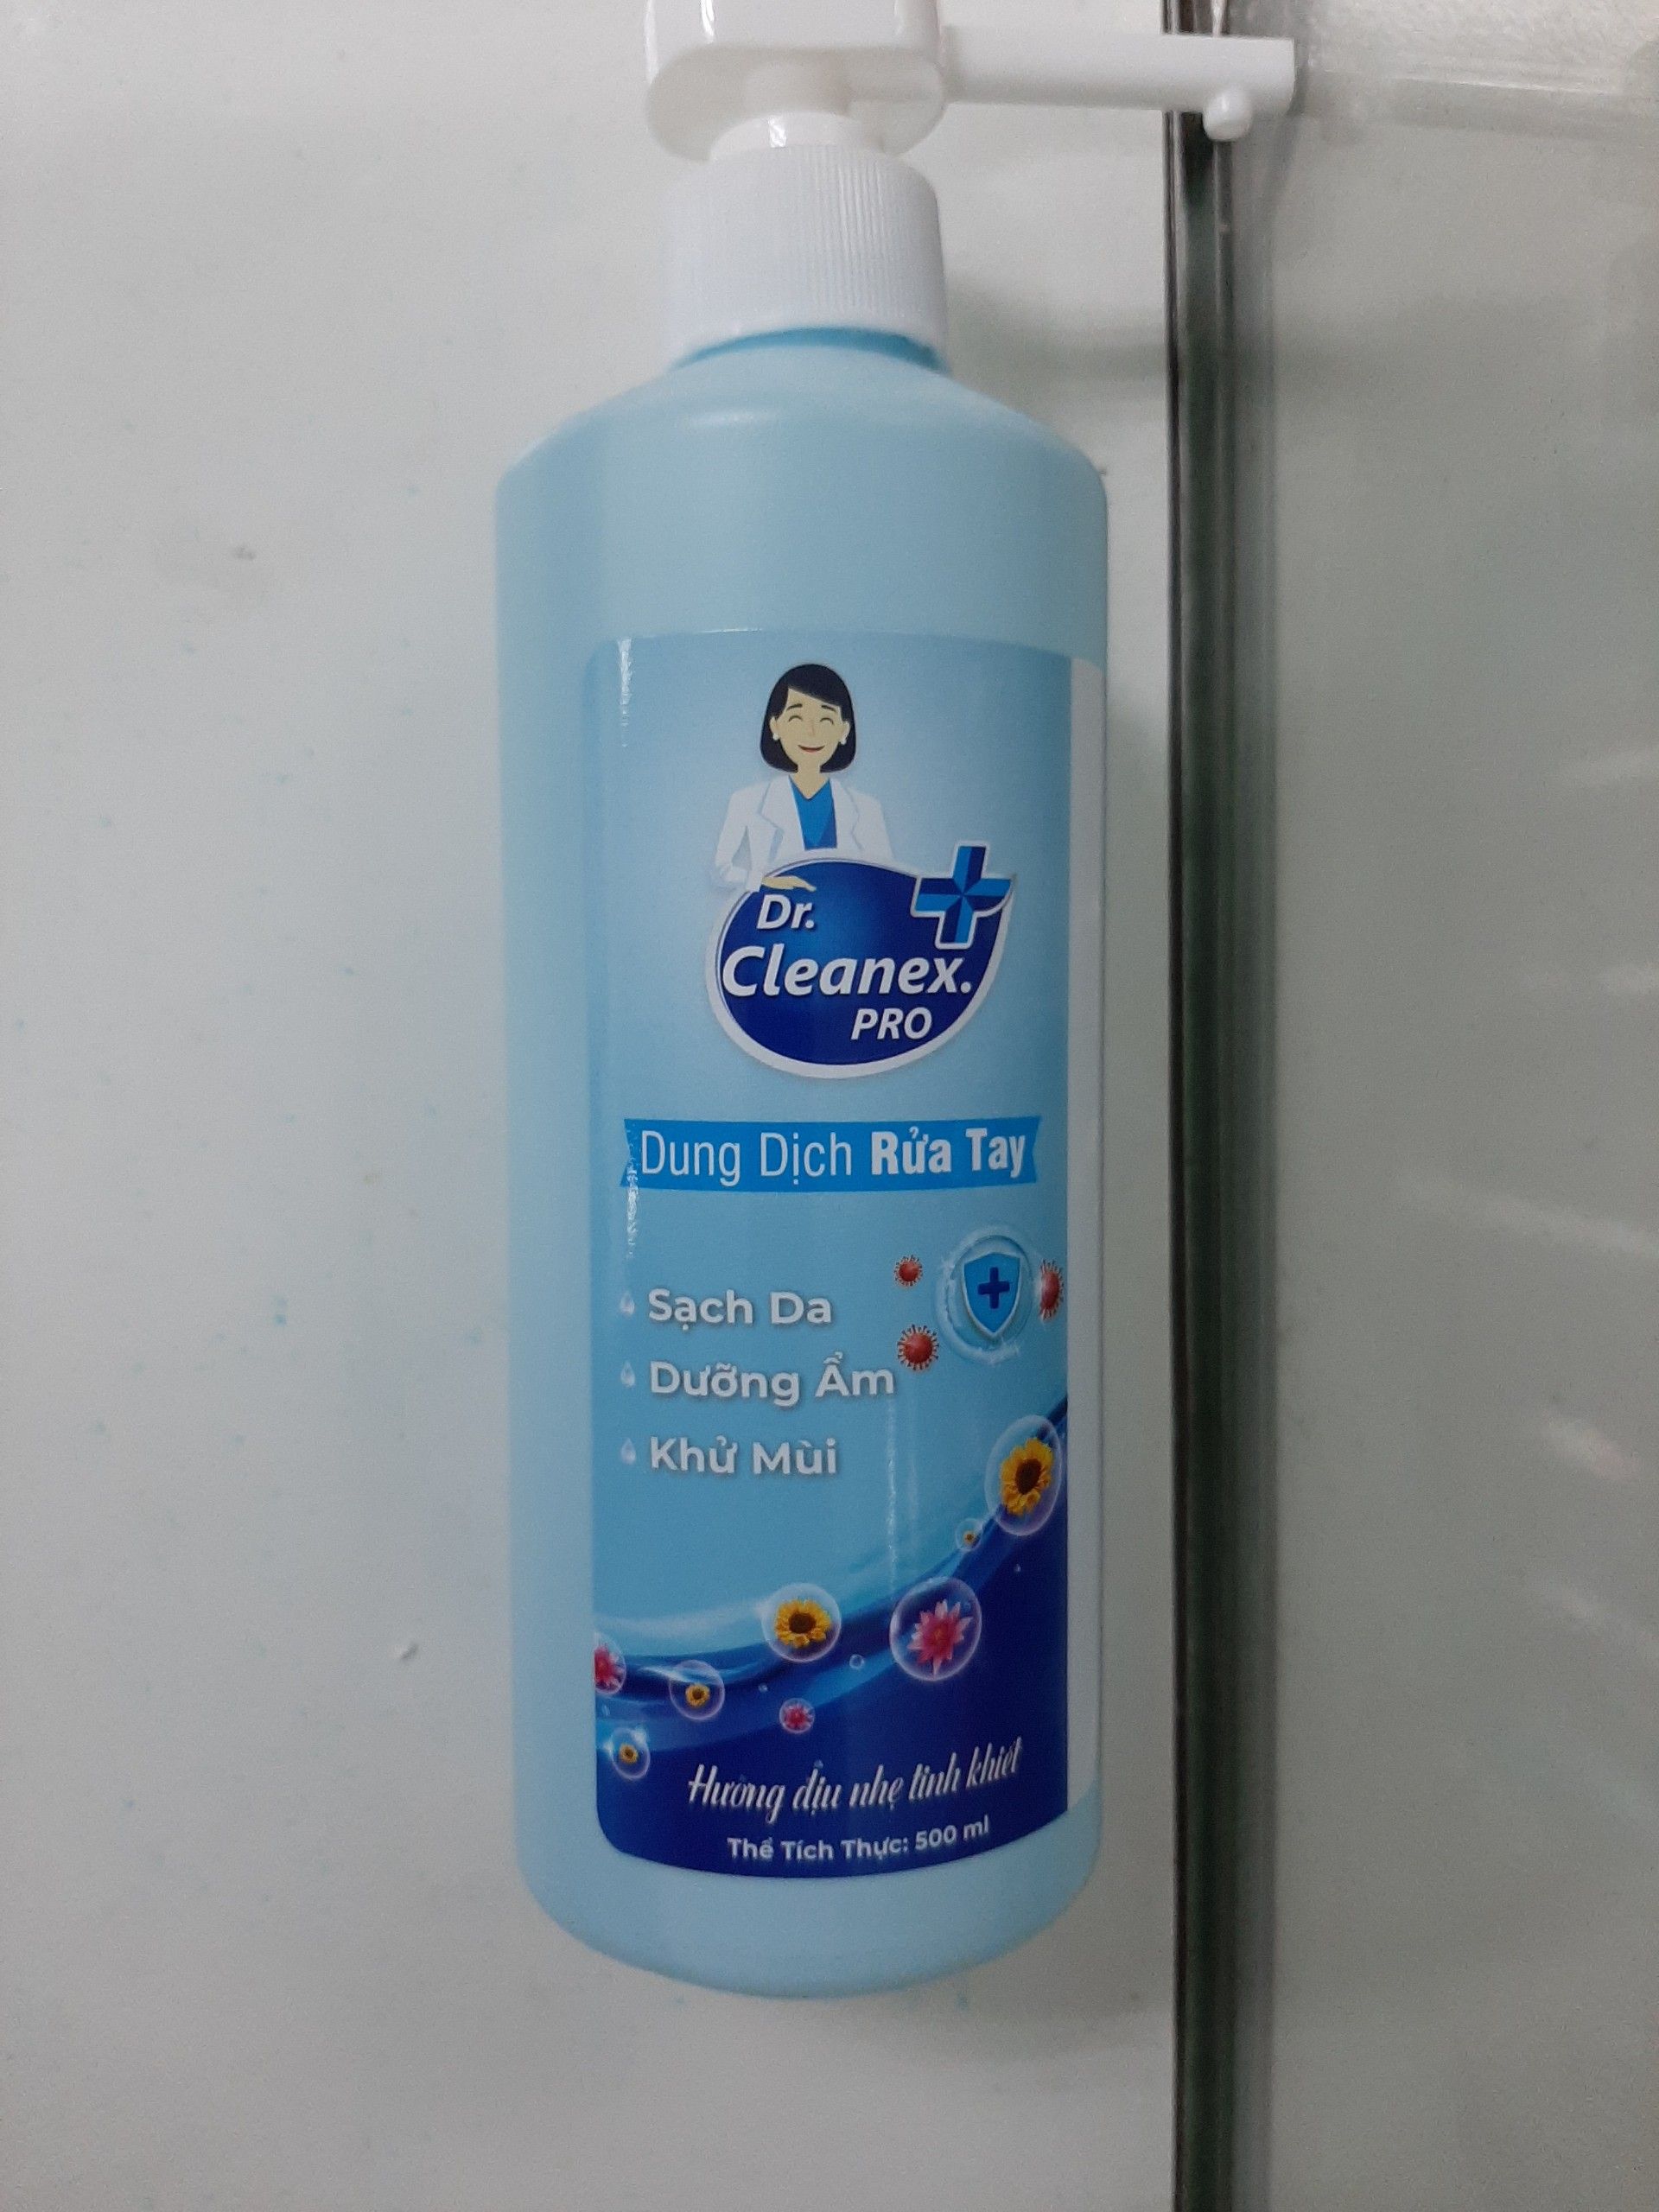 Dr.
Cleanex.
PRO
Dung Dịch Rửa Tay
Sạch Da
Dưỡng Ẩm
Khử Mùi
Hương dịu nhẹ tinh khiết
Thể Tích Thực: 500 ml